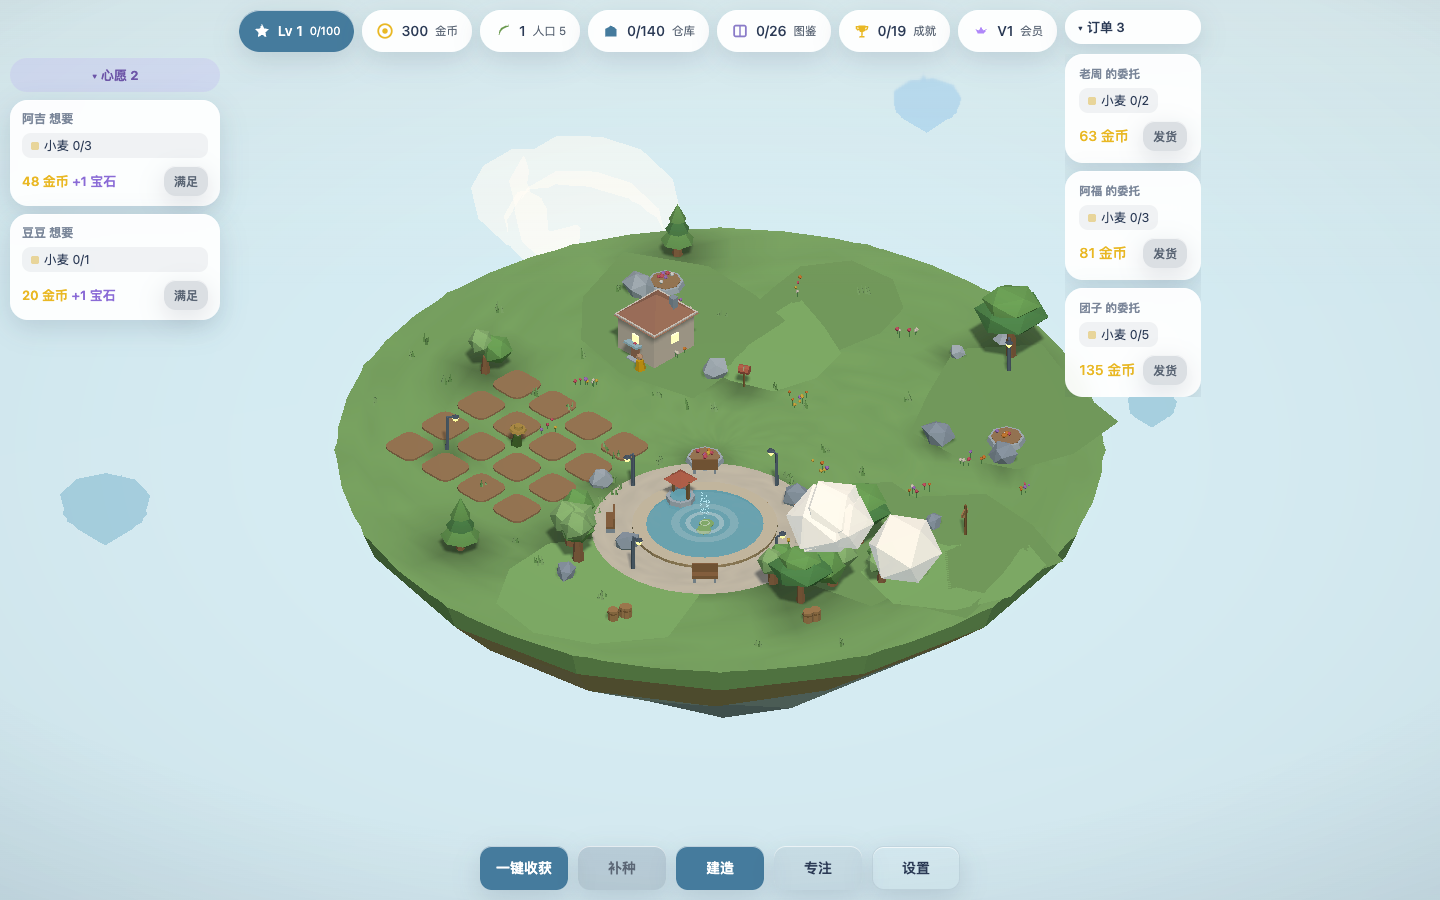 Lv 1 0/100
300 金币
1 人口 5
0/140 仓库
0/26 图鉴
0/19 成就
V1 会员
▾ 订单 3
▾ 心愿 2
阿吉 想要
小麦 0/3
48 金币 +1 宝石 满足
豆豆 想要
小麦 0/1
20 金币 +1 宝石 满足
老周 的委托
小麦 0/2
63 金币 发货
阿福 的委托
小麦 0/3
81 金币 发货
团子 的委托
小麦 0/5
135 金币 发货
一键收获 补种 建造 专注 设置